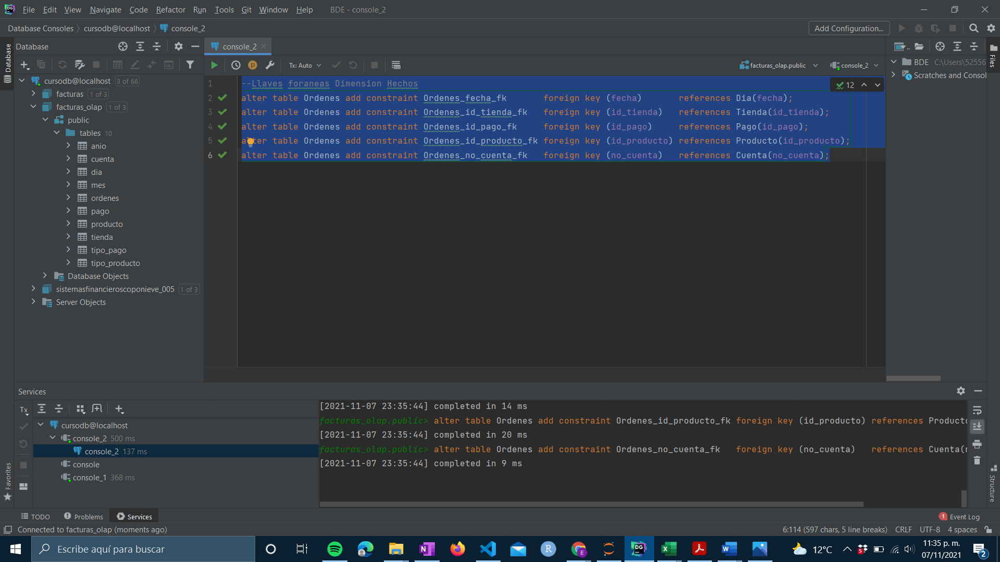 DG File Edit View Navigate Code Refactor Run Tools Git Window Help BDE - console_2
Database Consoles cursodb@localhost console_2 Add Configuration...
Database console_2
Tx: Auto facturas_olap.public console_2
Database
Files
BDE C:\Users\52556
Scratches and Consol
cursodb@localhost 3 of 66
facturas 1 of 3
facturas_olap 1 of 3
public
tables 10
anio
cuenta
dia
mes
ordenes
pago
producto
tienda
tipo_pago
tipo_producto
Database Objects
sistemasfinancieroscoponieve_005 1 of 3
Server Objects
12
1 --Llaves foraneas Dimension Hechos
2 alter table Ordenes add constraint Ordenes_fecha_fk foreign key (fecha) references Dia(fecha);
3 alter table Ordenes add constraint Ordenes_id_tienda_fk foreign key (id_tienda) references Tienda(id_tienda);
4 alter table Ordenes add constraint Ordenes_id_pago_fk foreign key (id_pago) references Pago(id_pago);
5 alter table Ordenes add constraint Ordenes_id_producto_fk foreign key (id_producto) references Producto(id_producto);
6 alter table Ordenes add constraint Ordenes_no_cuenta_fk foreign key (no_cuenta) references Cuenta(no_cuenta);
Services
Tx
cursodb@localhost
console_2 500 ms
console_2 137 ms
console
console_1 368 ms
[2021-11-07 23:35:44] completed in 14 ms
facturas_olap.public> alter table Ordenes add constraint Ordenes_id_producto_fk foreign key (id_producto) references Producto
[2021-11-07 23:35:44] completed in 20 ms
facturas_olap.public> alter table Ordenes add constraint Ordenes_no_cuenta_fk foreign key (no_cuenta) references Cuenta(n
[2021-11-07 23:35:44] completed in 9 ms
Favorites
Structure
TODO Problems Services 1 Event Log
Connected to facturas_olap (moments ago) 6:114 (597 chars, 5 line breaks) CRLF UTF-8 4 spaces
Escribe aquí para buscar 12°C 11:35 p. m.
07/11/2021
2